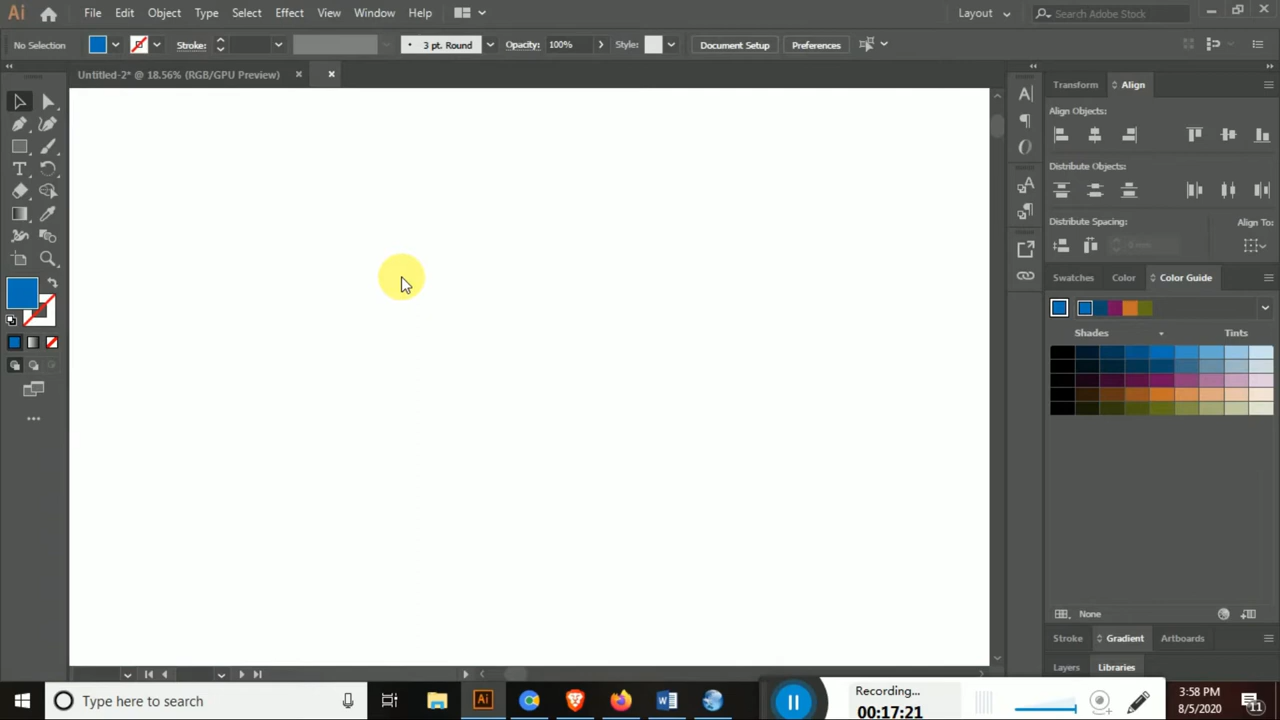 Ai File Edit Object Type Select Effect View Window Help Layout Search Adobe Stock
No Selection Stroke: 3 pt. Round Opacity: 100% Style: Document Setup Preferences
Untitled-2* @ 18.56% (RGB/GPU Preview) × ×
Transform Align
Align Objects:
Distribute Objects:
Distribute Spacing: Align To:
0 mm
Swatches Color Color Guide
Shades Tints
None
Stroke Gradient Artboards
Layers Libraries
Type here to search
Ai
Recording...
00:17:21
3:58 PM
8/5/2020
11